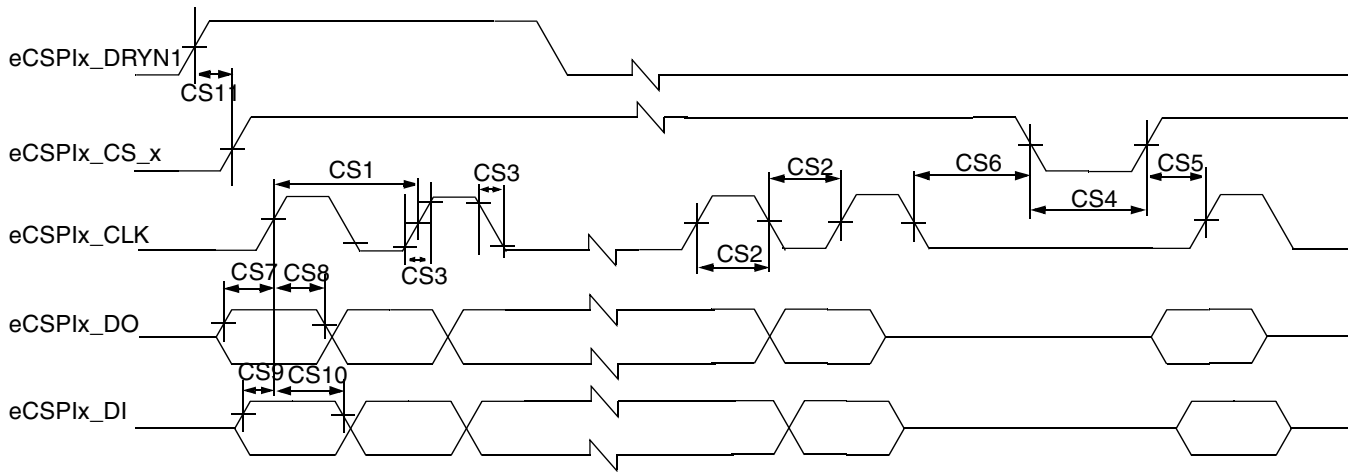 eCSPIx_DRYN1
CS11
eCSPIx_CS_x
CS1
CS3
CS2
CS6
CS5
CS4
eCSPIx_CLK
CS3
CS2
CS7
CS8
eCSPIx_DO
CS9
CS10
eCSPIx_DI